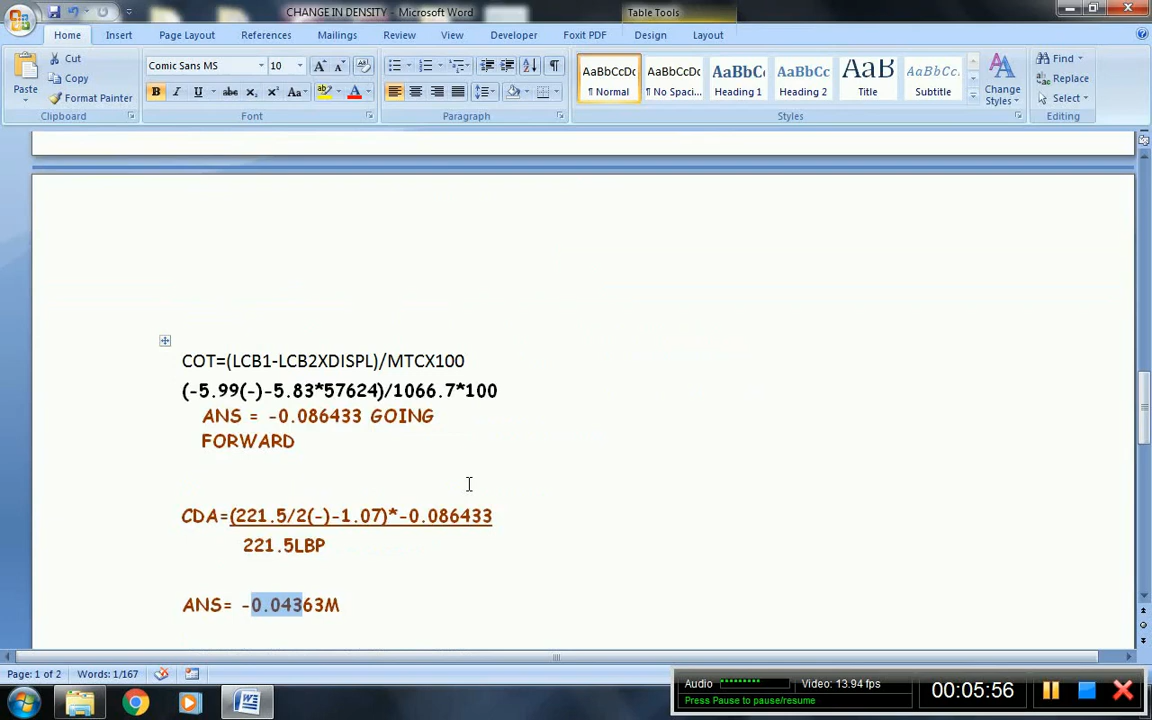 CHANGE IN DENSITY - Microsoft Word
Table Tools
Home Insert Page Layout References Mailings Review View Developer Foxit PDF Design Layout
Paste
Cut
Copy
Format Painter
Clipboard
Comic Sans MS 10
B I U abc X₂ X² Aa
Font
Paragraph
AaBbCcDc AaBbCcDc AaBbC AaBbCc AaB AaBbCc.
¶ Normal ¶ No Spaci... Heading 1 Heading 2 Title Subtitle
Change Styles
Styles
Find
Replace
Select
Editing
COT=(LCB1-LCB2XDISPL)/MTCX100
(-5.99(-)-5.83*57624)/1066.7*100
ANS = -0.086433 GOING
FORWARD
CDA=(221.5/2(-)-1.07)*-0.086433
221.5LBP
ANS= -0.04363M
Page: 1 of 2 Words: 1/167
Audio Video: 13.94 fps
Press Pause to pause/resume
00:05:56